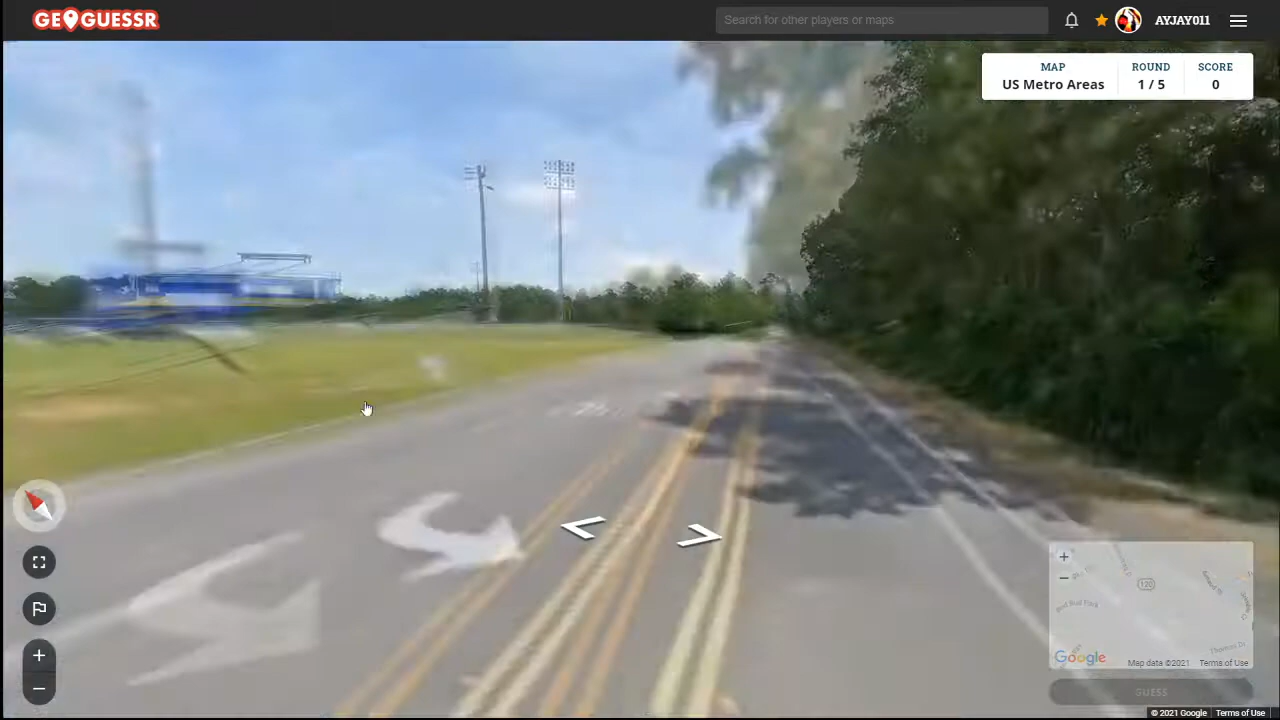 GEOGUESSR
Search for other players or maps
AYJAY011
MAP
US Metro Areas
ROUND
1 / 5
SCORE
0
120
Google
Map data ©2021
Terms of Use
GUESS
© 2021 Google
Terms of Use